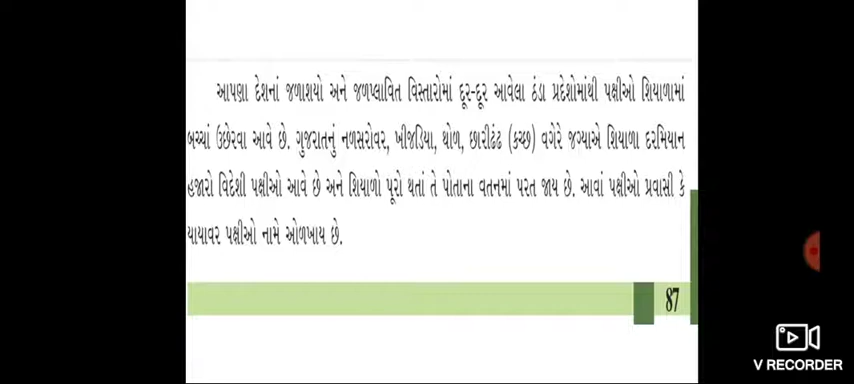 આપણા દેશનાં જળાશયો અને જળપ્લાવિત વિસ્તારોમાં દૂર-દૂર આવેલા ઠંડા પ્રદેશોમાંથી પક્ષીઓ શિયાળામાં
બચ્ચાં ઉછેરવા આવે છે. ગુજરાતનું નળસરોવર, ખીજડિયા, થોળ, છારીઢંઢ (કચ્છ) વગેરે જગ્યાએ શિયાળા દરમિયાન
હજારો વિદેશી પક્ષીઓ આવે છે અને શિયાળો પૂરો થતાં તે પોતાના વતનમાં પરત જાય છે. આવાં પક્ષીઓ પ્રવાસી કે
યાયાવર પક્ષીઓ નામે ઓળખાય છે.
87
V RECORDER